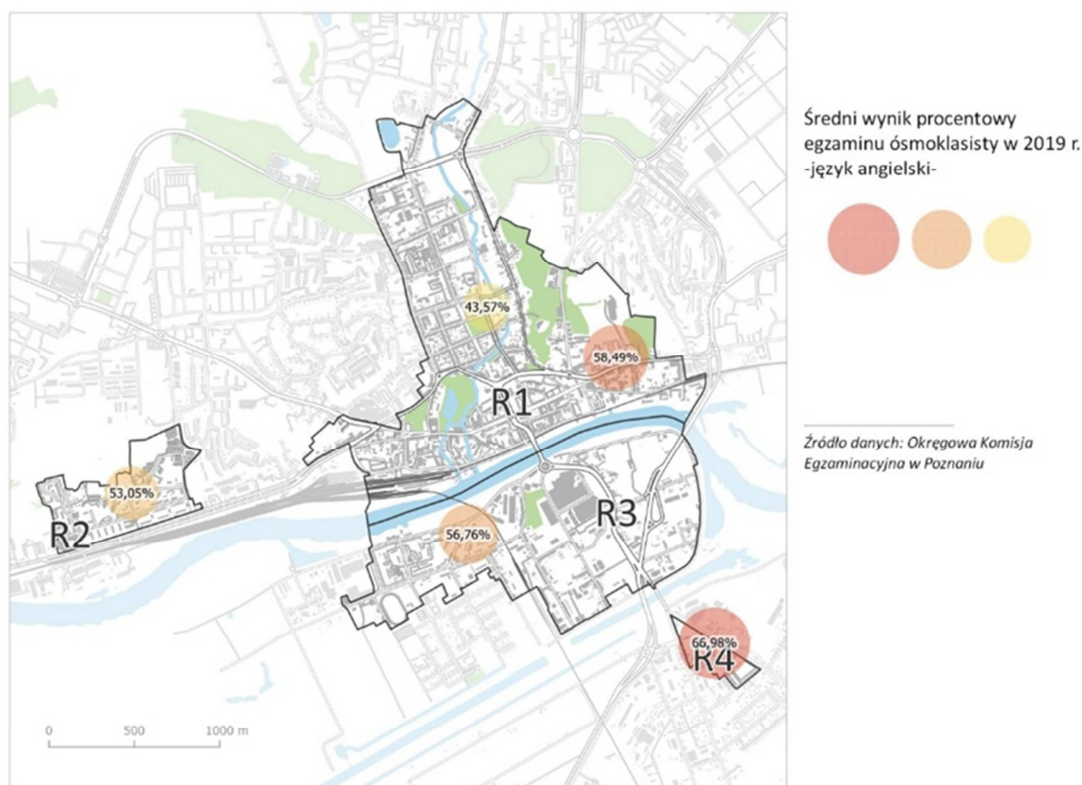 Średni wynik procentowy
egzaminu ósmoklasisty w 2019 r.
-język angielski-
43,57%
58,49%
R1
53,05%
R2
R3
56,76%
66,98%
R4
Źródło danych: Okręgowa Komisja
Egzaminacyjna w Poznaniu
0 500 1000 m